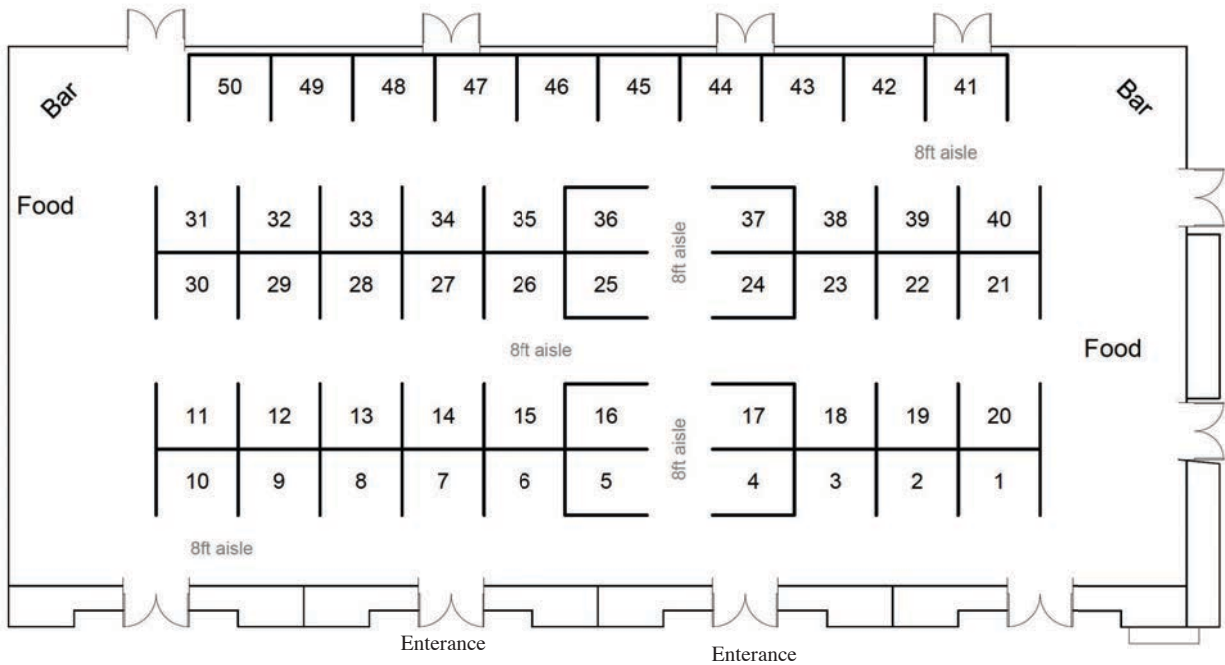 50 49 48 47 46 45 44 43 42 41
Bar
Bar
8ft aisle
Food
31 32 33 34 35 36 37 38 39 40
8ft aisle
30 29 28 27 26 25 24 23 22 21
8ft aisle
Food
11 12 13 14 15 16 17 18 19 20
8ft aisle
10 9 8 7 6 5 4 3 2 1
8ft aisle
Enterance
Enterance